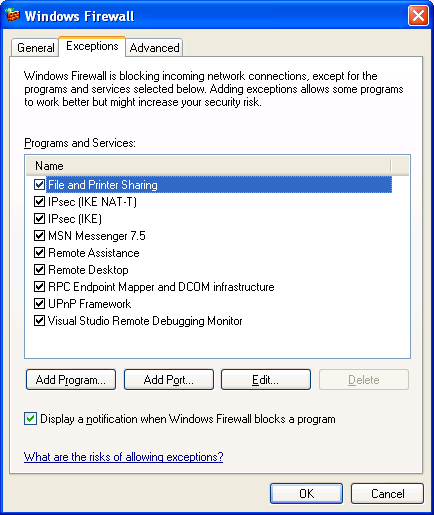 Windows Firewall
General
Exceptions
Advanced
Windows Firewall is blocking incoming network connections, except for the
programs and services selected below. Adding exceptions allows some programs
to work better but might increase your security risk.
Programs and Services:
Name
File and Printer Sharing
IPsec (IKE NAT-T)
IPsec (IKE)
MSN Messenger 7.5
Remote Assistance
Remote Desktop
RPC Endpoint Mapper and DCOM infrastructure
UPnP Framework
Visual Studio Remote Debugging Monitor
Add Program...
Add Port...
Edit...
Delete
Display a notification when Windows Firewall blocks a program
What are the risks of allowing exceptions?
OK
Cancel